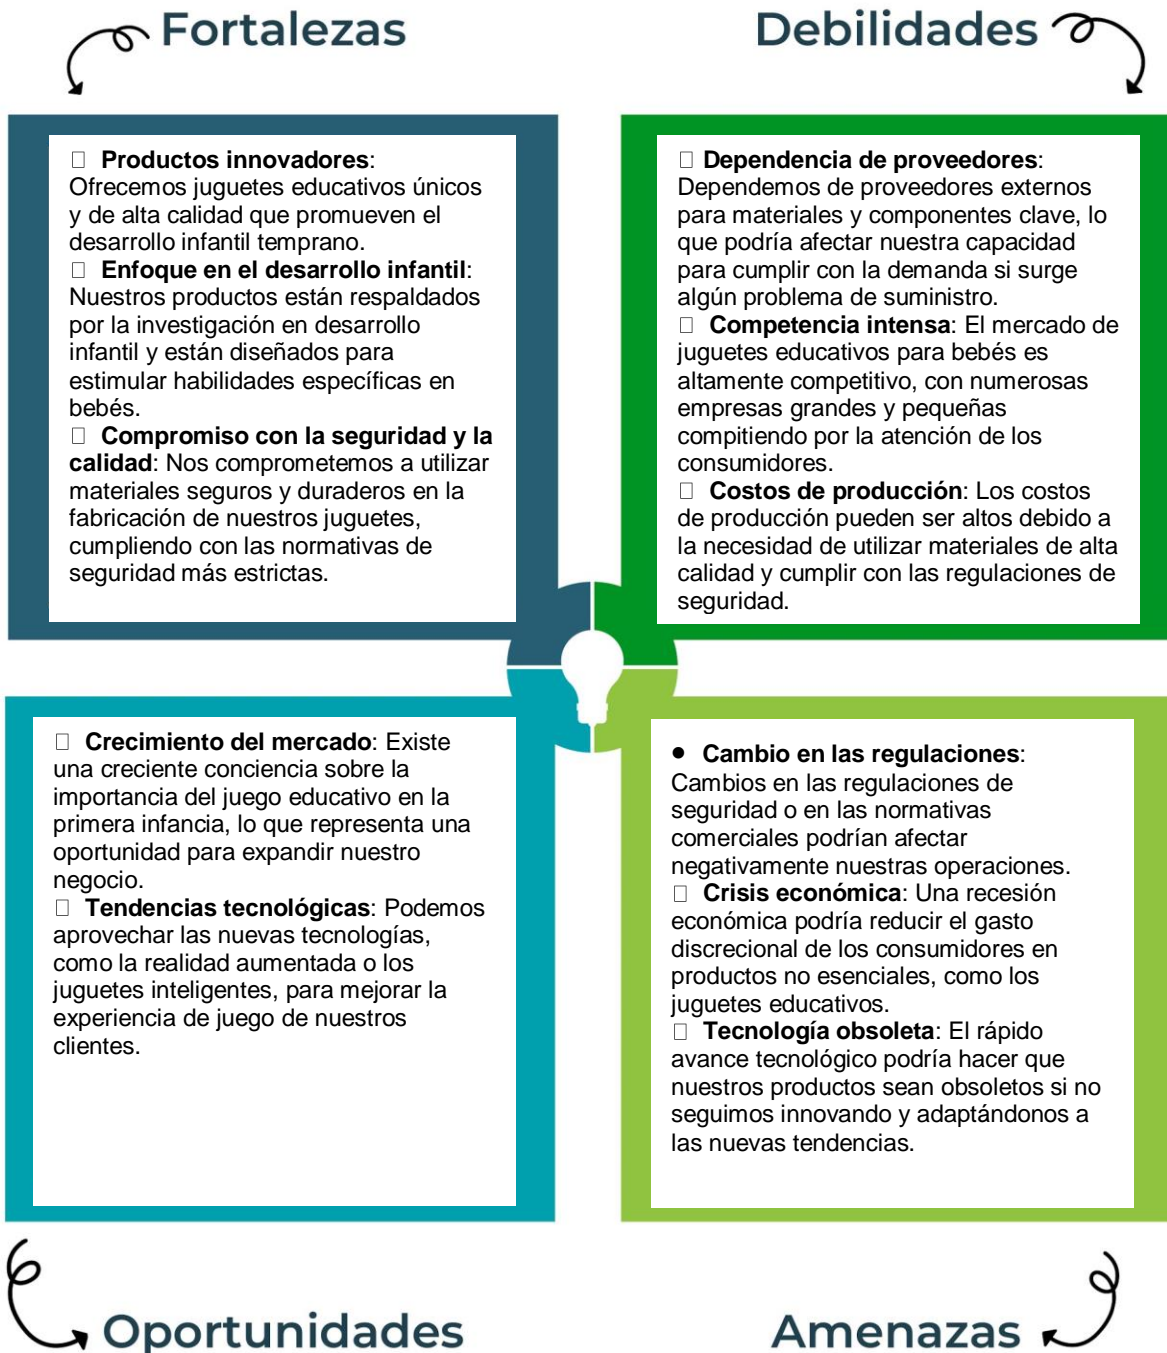 Fortalezas
□ Productos innovadores:
Ofrecemos juguetes educativos únicos
y de alta calidad que promueven el
desarrollo infantil temprano.
□ Enfoque en el desarrollo infantil:
Nuestros productos están respaldados
por la investigación en desarrollo
infantil y están diseñados para
estimular habilidades específicas en
bebés.
□ Compromiso con la seguridad y la
calidad: Nos comprometemos a utilizar
materiales seguros y duraderos en la
fabricación de nuestros juguetes,
cumpliendo con las normativas de
seguridad más estrictas.
Debilidades
□ Dependencia de proveedores:
Dependemos de proveedores externos
para materiales y componentes clave, lo
que podría afectar nuestra capacidad
para cumplir con la demanda si surge
algún problema de suministro.
□ Competencia intensa: El mercado de
juguetes educativos para bebés es
altamente competitivo, con numerosas
empresas grandes y pequeñas
compitiendo por la atención de los
consumidores.
□ Costos de producción: Los costos
de producción pueden ser altos debido a
la necesidad de utilizar materiales de alta
calidad y cumplir con las regulaciones de
seguridad.
□ Crecimiento del mercado: Existe
una creciente conciencia sobre la
importancia del juego educativo en la
primera infancia, lo que representa una
oportunidad para expandir nuestro
negocio.
□ Tendencias tecnológicas: Podemos
aprovechar las nuevas tecnologías,
como la realidad aumentada o los
juguetes inteligentes, para mejorar la
experiencia de juego de nuestros
clientes.
Oportunidades
● Cambio en las regulaciones:
Cambios en las regulaciones de
seguridad o en las normativas
comerciales podrían afectar
negativamente nuestras operaciones.
□ Crisis económica: Una recesión
económica podría reducir el gasto
discrecional de los consumidores en
productos no esenciales, como los
juguetes educativos.
□ Tecnología obsoleta: El rápido
avance tecnológico podría hacer que
nuestros productos sean obsoletos si no
seguimos innovando y adaptándonos a
las nuevas tendencias.
Amenazas